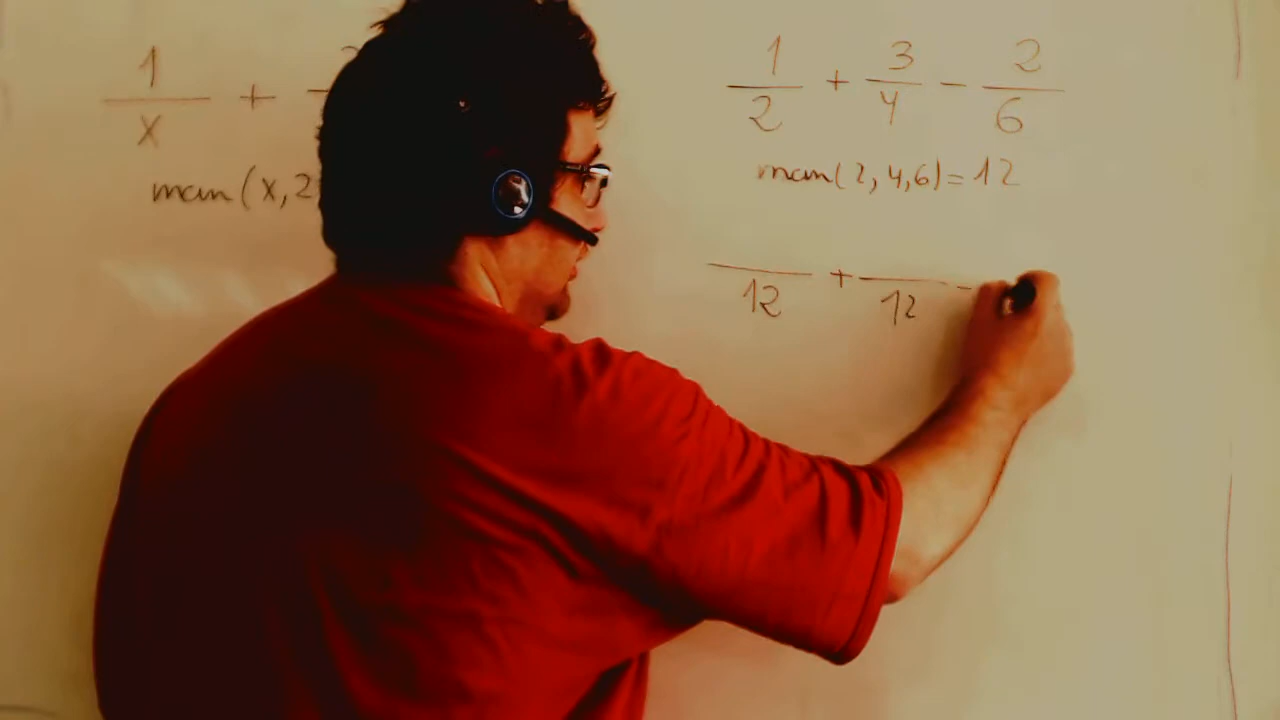 1/x +
mcm(x,2
1/2 + 3/4 - 2/6
mcm(2,4,6)=12
/12 + /12 -